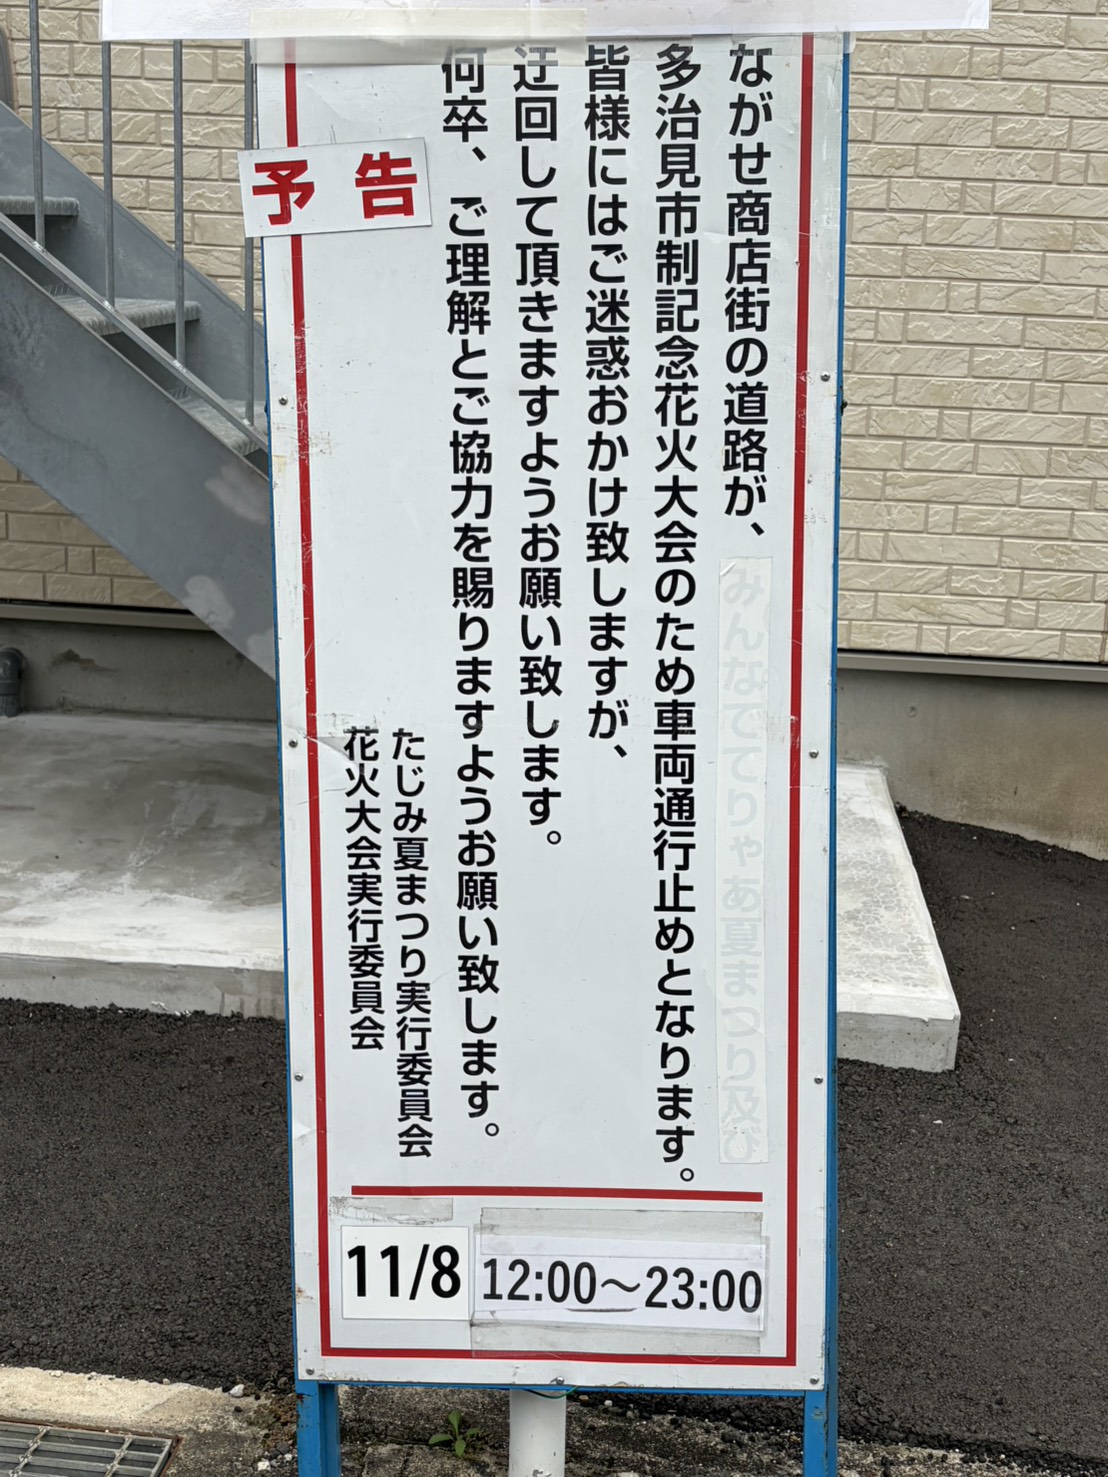 ながせ商店街の道路が、みんなでてりゃあ夏まつり及び
多治見市制記念花火大会のため車両通行止めとなります。
皆様にはご迷惑おかけ致しますが、
迂回して頂きますようお願い致します。
何卒、ご理解とご協力を賜りますようお願い致します。
予告
たじみ夏まつり実行委員会
花火大会実行委員会
11/8 12:00～23:00